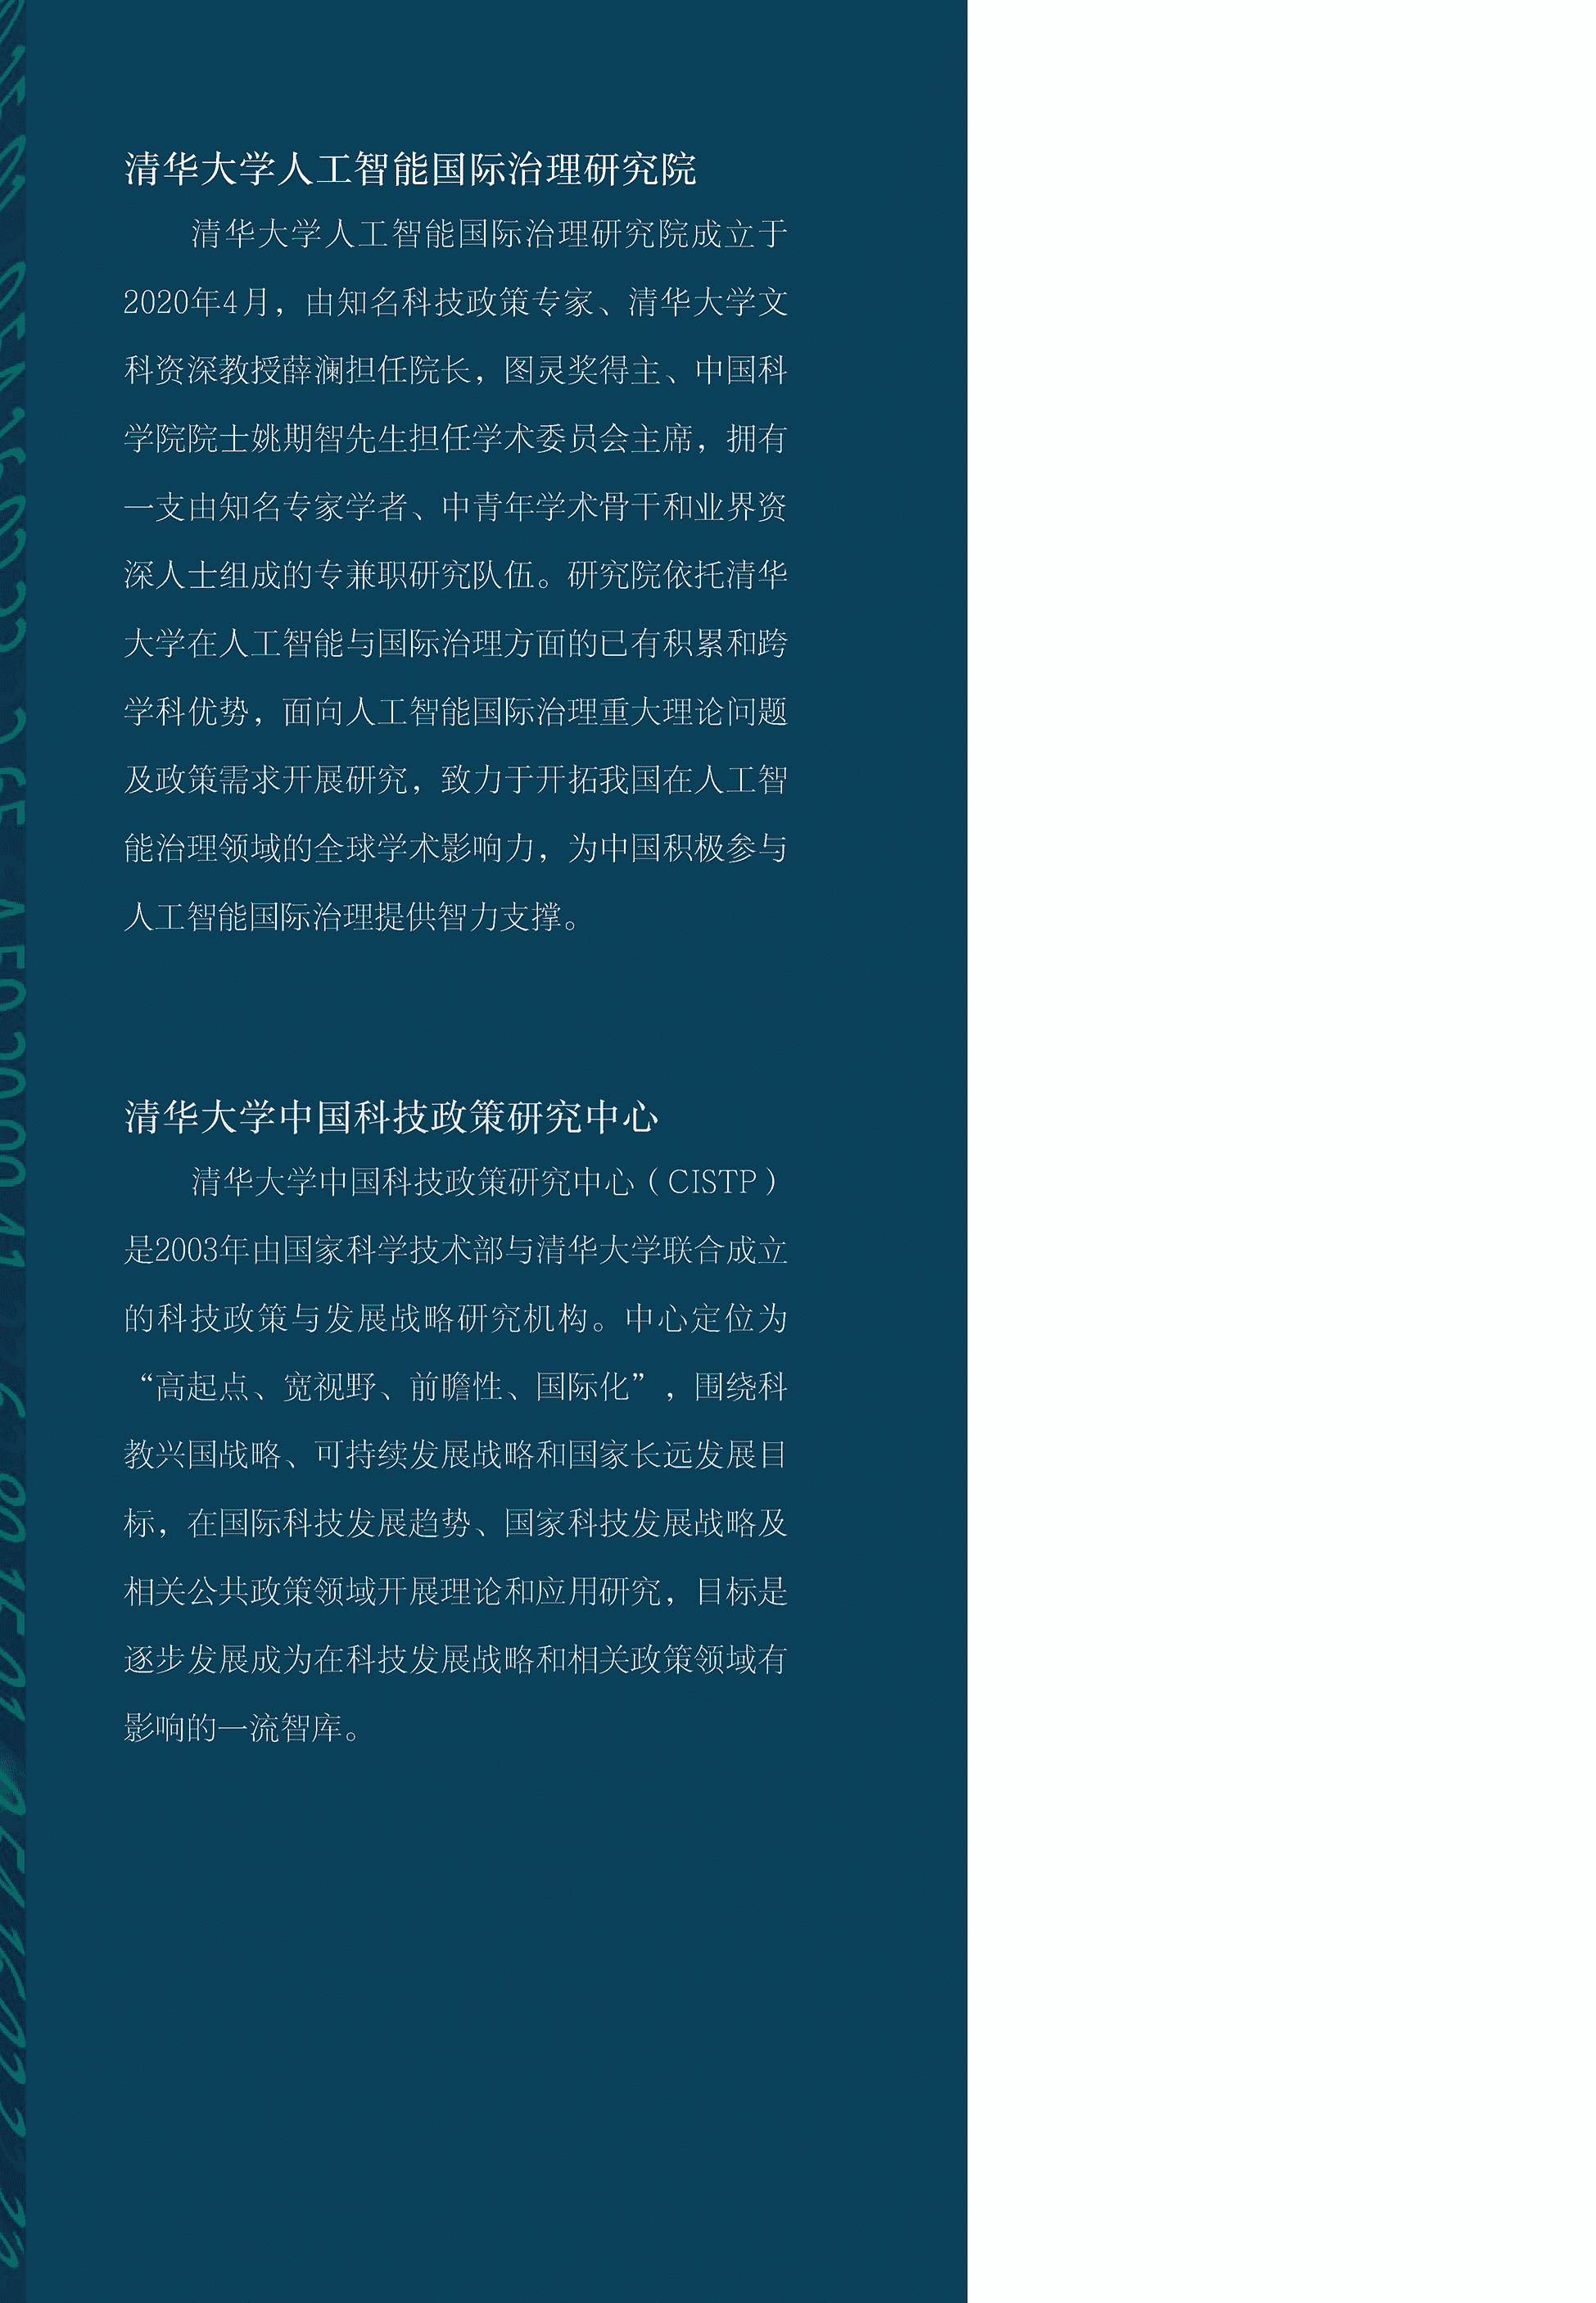 清华大学人工智能国际治理研究院
清华大学人工智能国际治理研究院成立于
2020年4月，由知名科技政策专家、清华大学文
科资深教授薛澜担任院长，图灵奖得主、中国科
学院院士姚期智先生担任学术委员会主席，拥有
一支由知名专家学者、中青年学术骨干和业界资
深人士组成的专兼职研究队伍。研究院依托清华
大学在人工智能与国际治理方面的已有积累和跨
学科优势，面向人工智能国际治理重大理论问题
及政策需求开展研究，致力于开拓我国在人工智
能治理领域的全球学术影响力，为中国积极参与
人工智能国际治理提供智力支撑。
清华大学中国科技政策研究中心
清华大学中国科技政策研究中心（CISTP）
是2003年由国家科学技术部与清华大学联合成立
的科技政策与发展战略研究机构。中心定位为
“高起点、宽视野、前瞻性、国际化”，围绕科
教兴国战略、可持续发展战略和国家长远发展目
标，在国际科技发展趋势、国家科技发展战略及
相关公共政策领域开展理论和应用研究，目标是
逐步发展成为在科技发展战略和相关政策领域有
影响的一流智库。